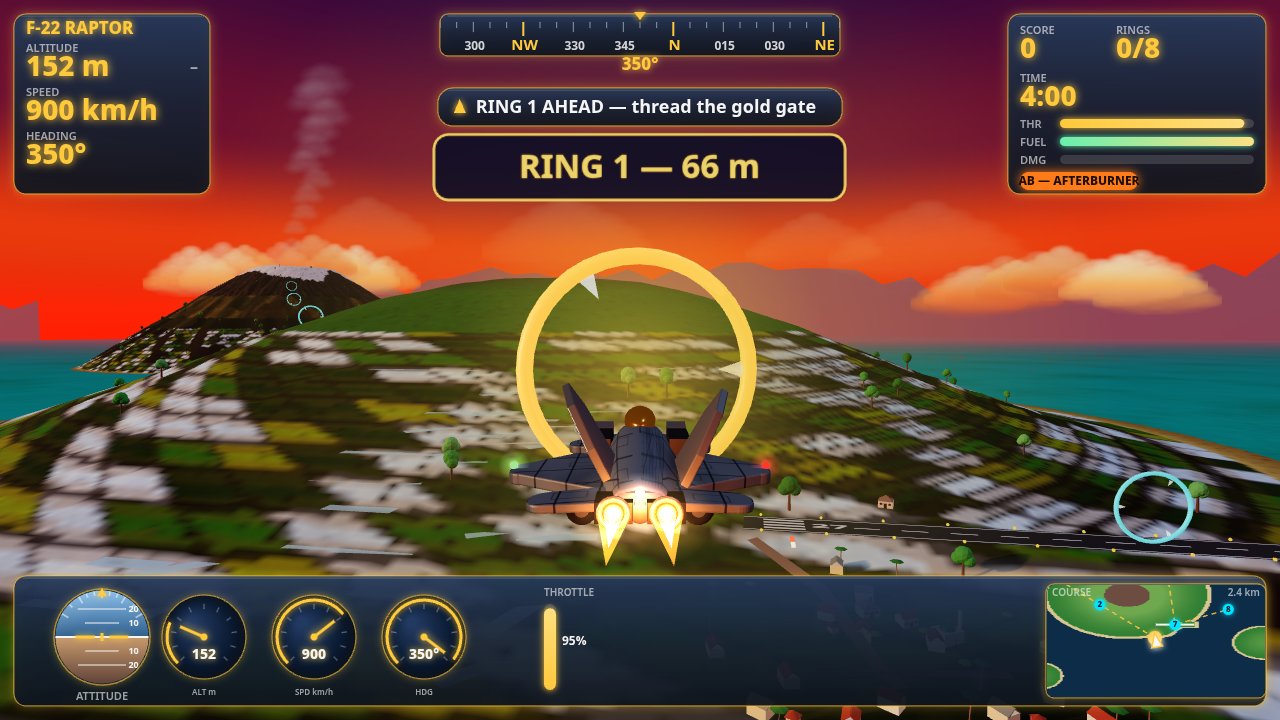 F-22 RAPTOR
ALTITUDE
152 m
–
SPEED
900 km/h
HEADING
350°
300 NW 330 345 N 015 030 NE
350°
RING 1 AHEAD — thread the gold gate
RING 1 — 66 m
SCORE RINGS
0 0/8
TIME
4:00
THR
FUEL
DMG
AB — AFTERBURNER
27
20
10
10
20
ATTITUDE
152
ALT m
900
SPD km/h
350°
HDG
THROTTLE
95%
COURSE 2.4 km
2
8
7